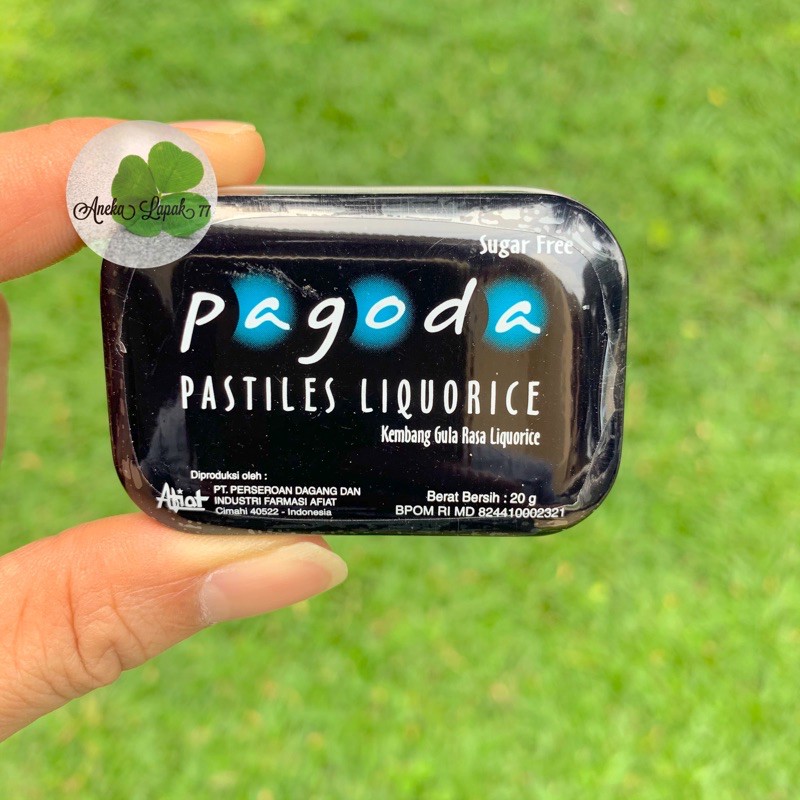 Aneka Lapak 77
Sugar Free
pagoda
PASTILES LIQUORICE
Kembang Gula Rasa Liquorice
Diproduksi oleh :
Afiat
PT. PERSEROAN DAGANG DAN
INDUSTRI FARMASI AFIAT
Cimahi 40522 - Indonesia
Berat Bersih : 20 g
BPOM RI MD 824410002321